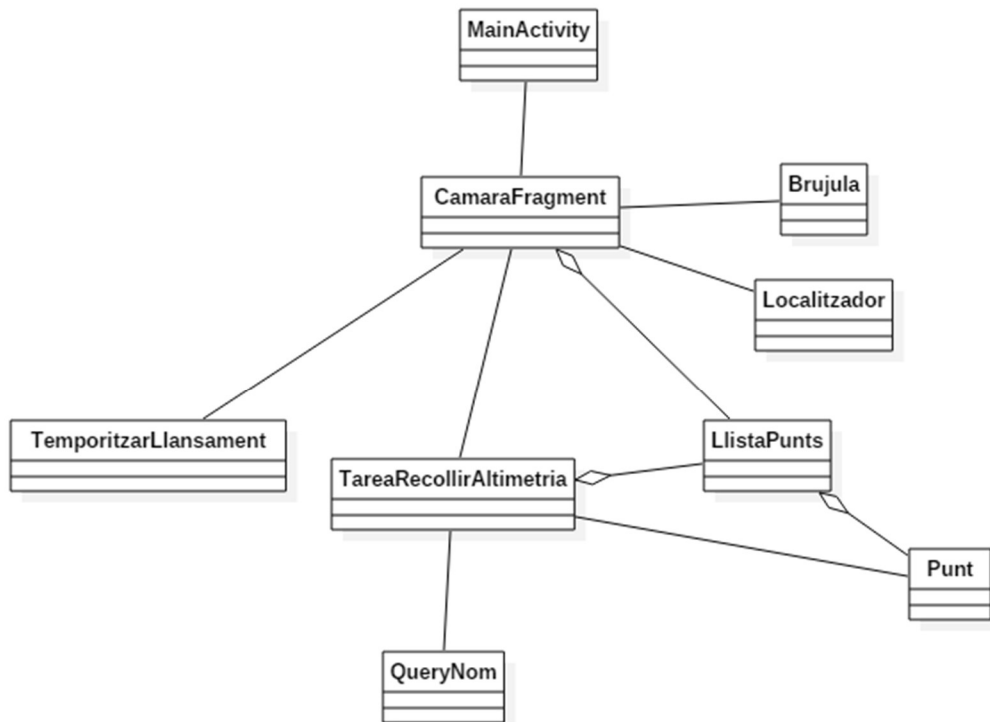 MainActivity
CamaraFragment
Brujula
Localitzador
TemporitzarLlansament
LlistaPunts
TareaRecollirAltimetria
Punt
QueryNom